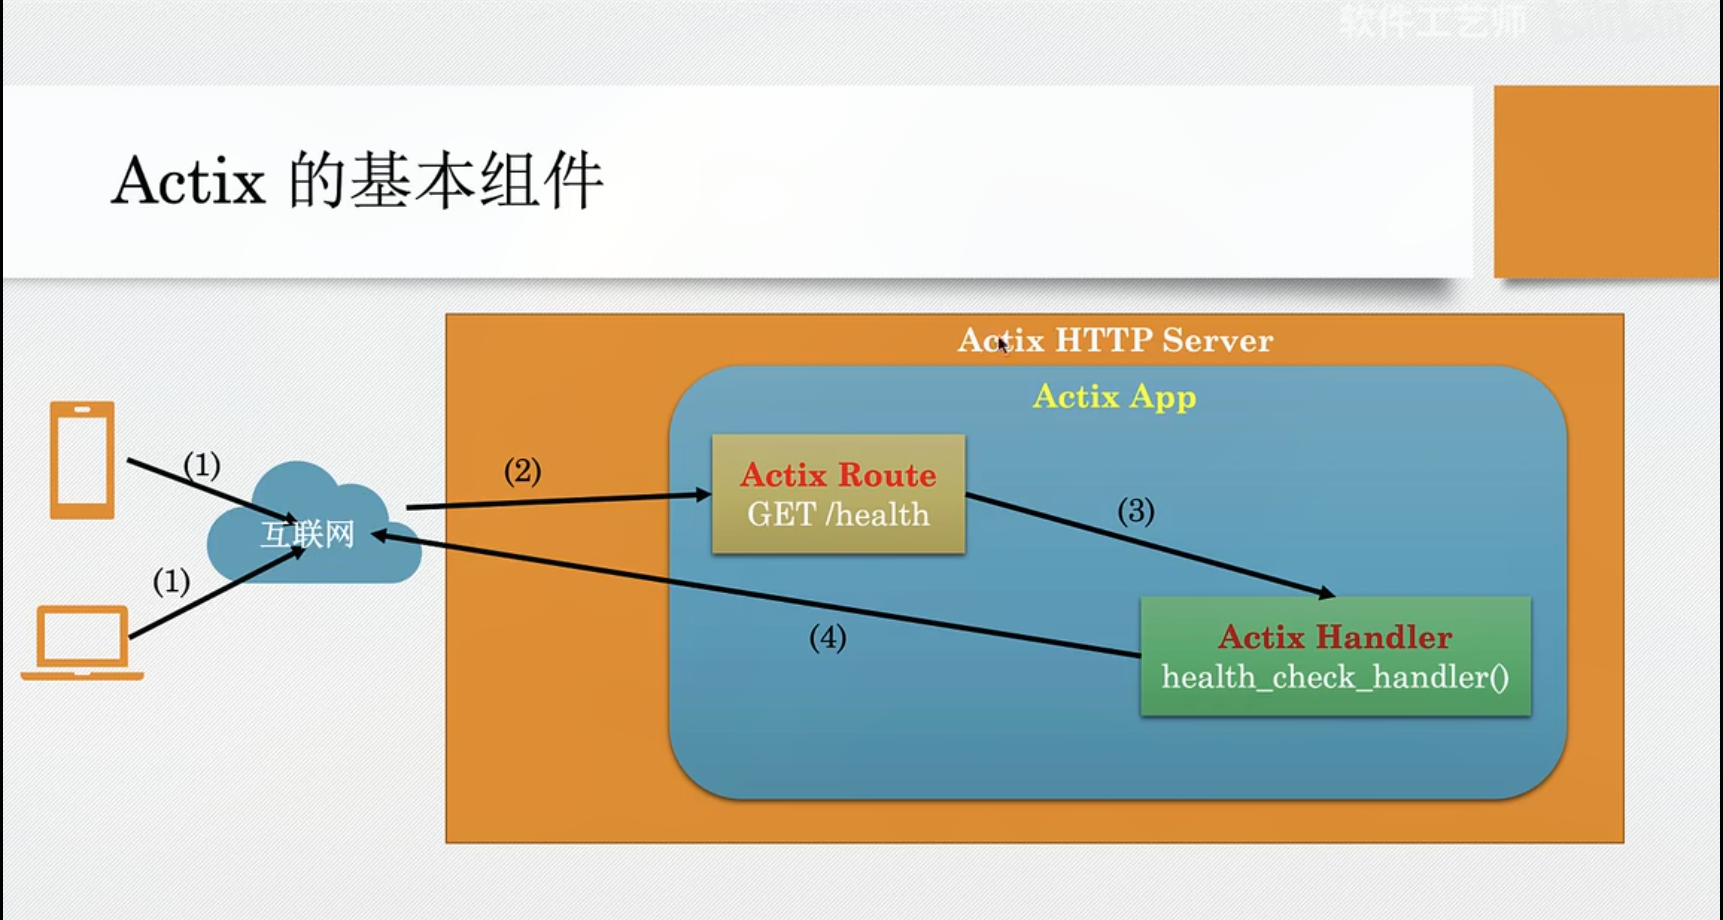 软件工艺师
Actix 的基本组件
Actix HTTP Server
Actix App
(1)
(2)
Actix Route
GET /health
(3)
互联网
(1)
(4)
Actix Handler
health_check_handler()